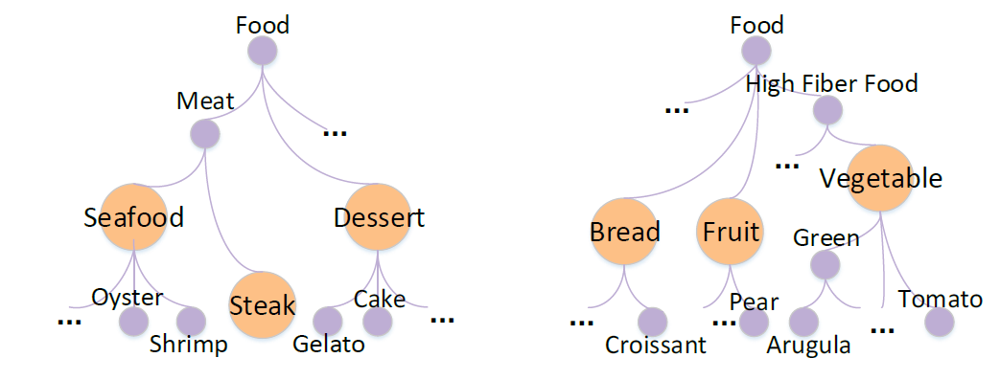 Food
Meat
...
Seafood
Dessert
Oyster
Steak
Cake
...
...
Shrimp
Gelato
Food
High Fiber Food
...
...
Vegetable
Bread
Fruit
Green
Pear
Tomato
...
...
...
Croissant
Arugula